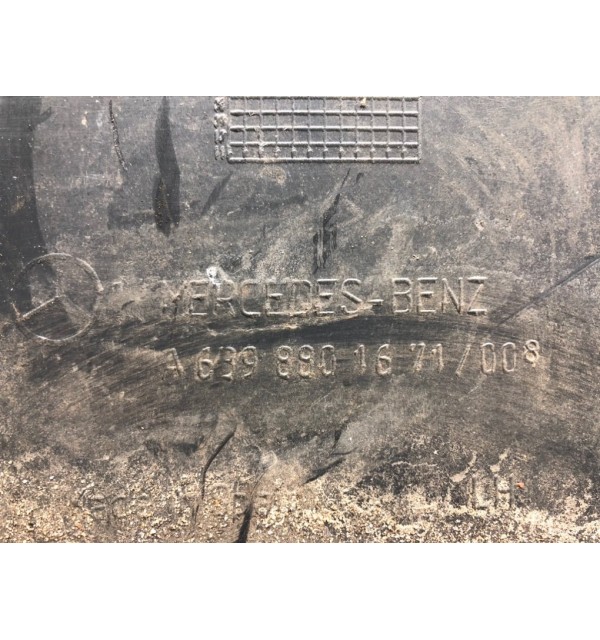 MERCEDES-BENZ
A 639 880 16 71/008
LH